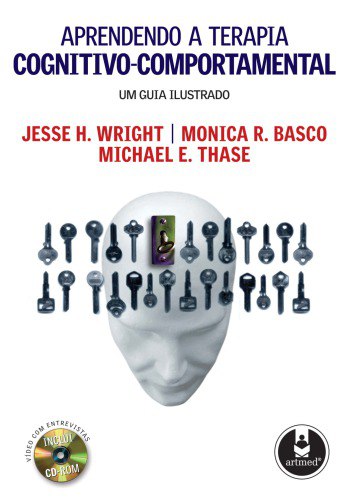 APRENDENDO A TERAPIA
COGNITIVO-COMPORTAMENTAL
UM GUIA ILUSTRADO
JESSE H. WRIGHT | MONICA R. BASCO
MICHAEL E. THASE
VÍDEO COM ENTREVISTAS
INCLUI
CD-ROM
artmed®